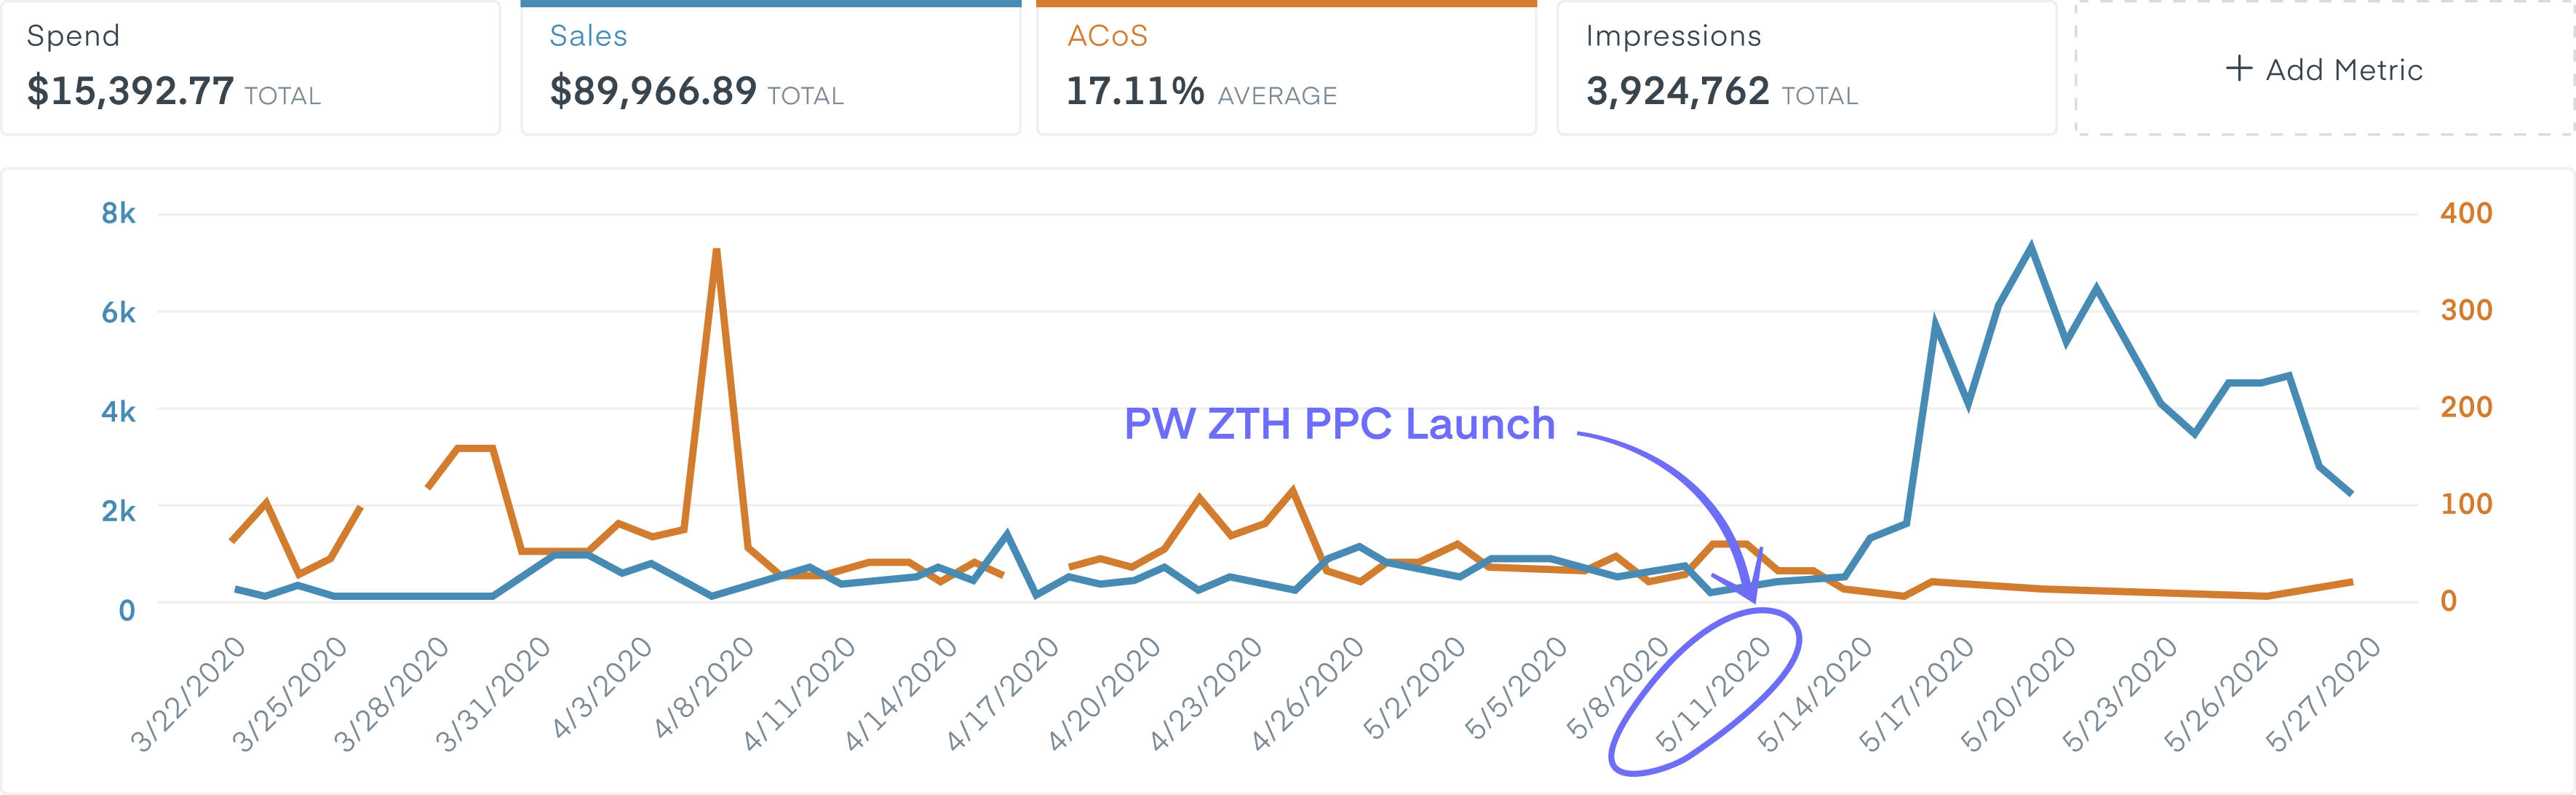 Spend
$15,392.77 TOTAL
Sales
$89,966.89 TOTAL
ACoS
17.11% AVERAGE
Impressions
3,924,762 TOTAL
+ Add Metric
8k
6k
4k
2k
0
400
300
200
100
0
PW ZTH PPC Launch
3/22/2020
3/25/2020
3/28/2020
3/31/2020
4/3/2020
4/8/2020
4/11/2020
4/14/2020
4/17/2020
4/20/2020
4/23/2020
4/26/2020
5/2/2020
5/5/2020
5/8/2020
5/11/2020
5/14/2020
5/17/2020
5/20/2020
5/23/2020
5/26/2020
5/27/2020